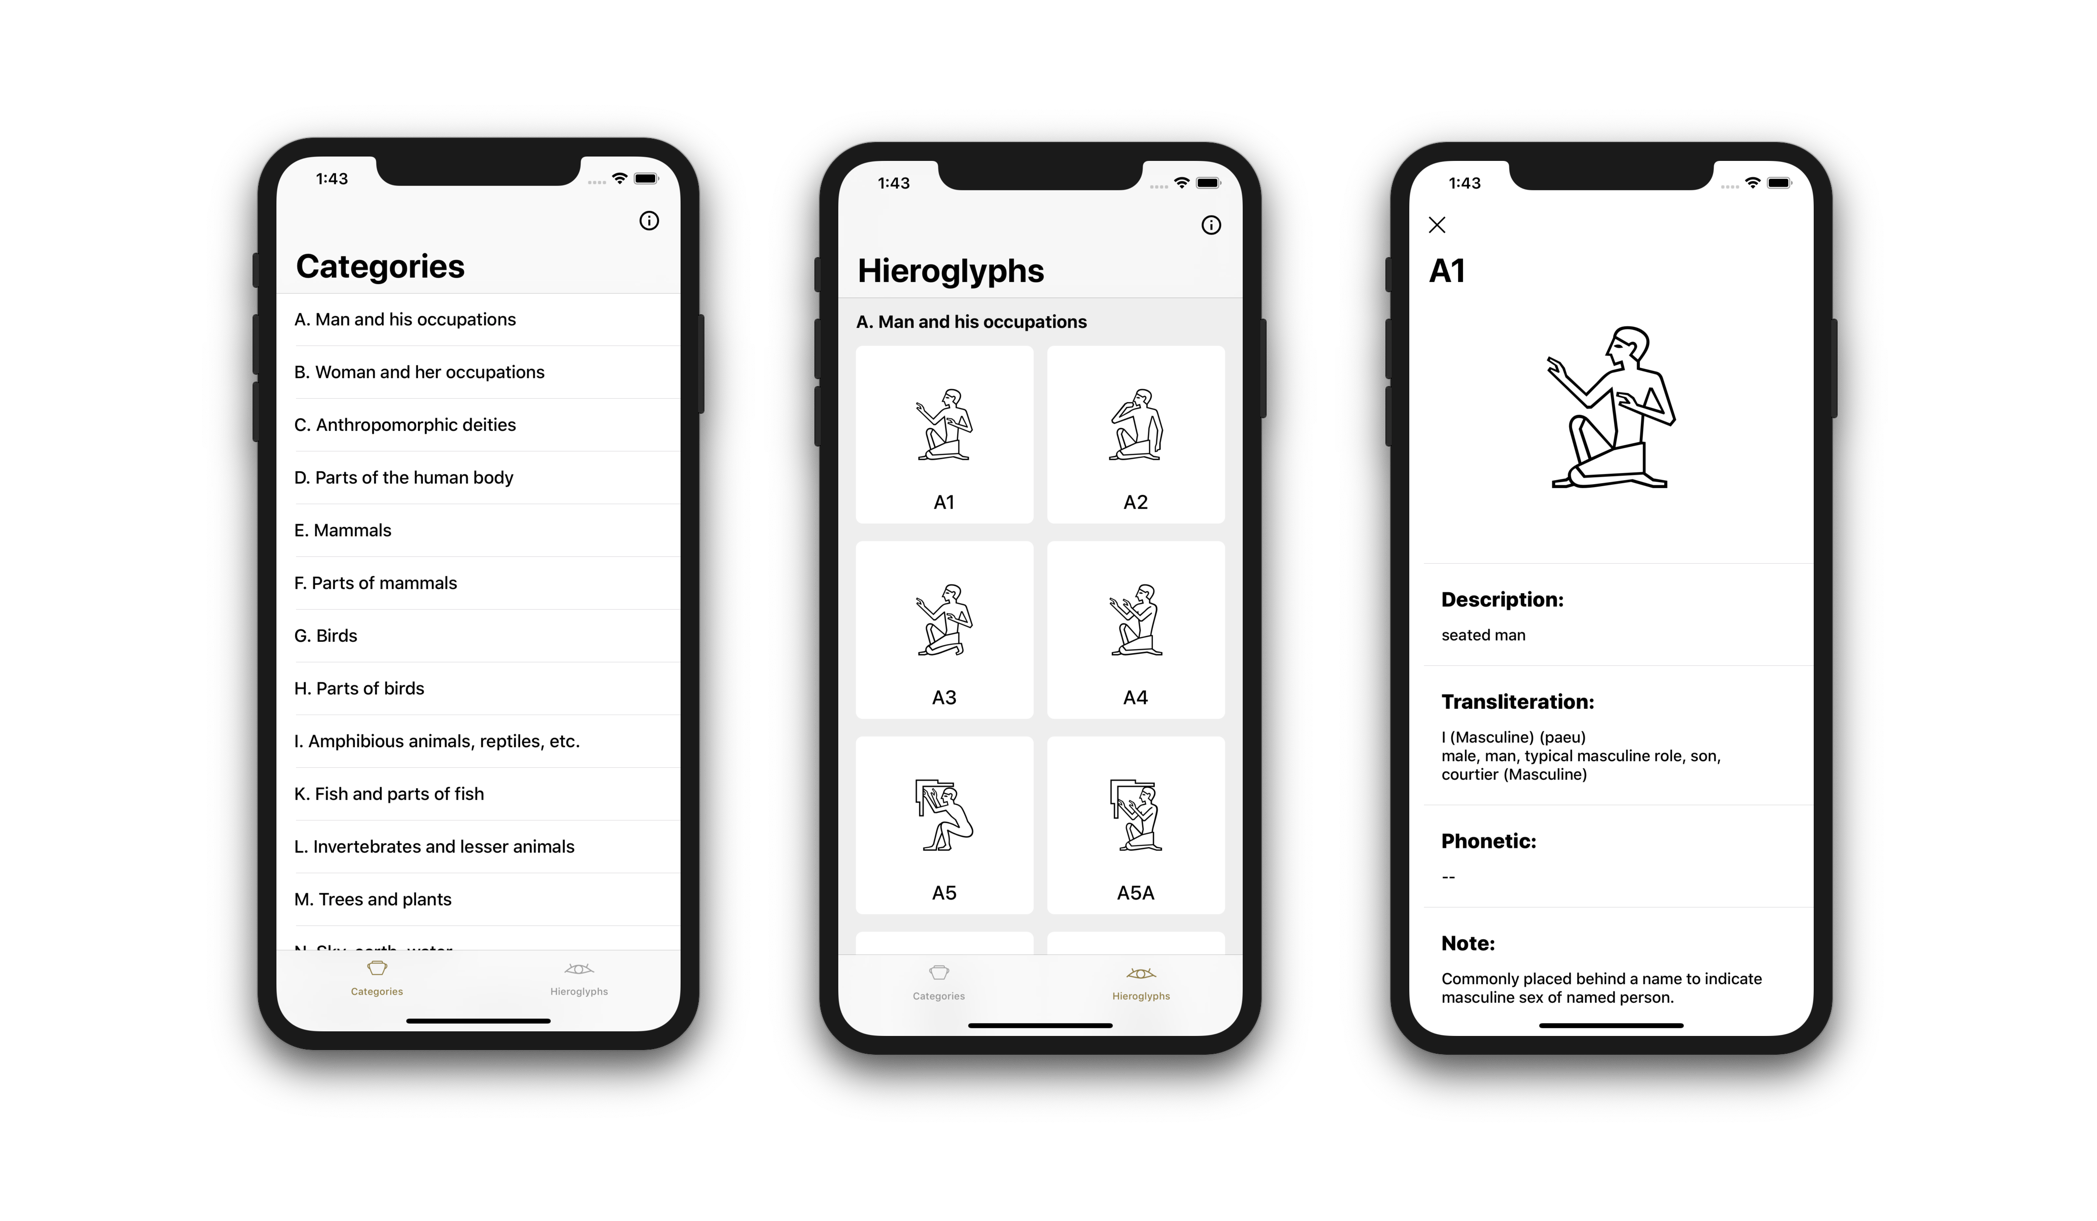 1:43
Categories
A. Man and his occupations
B. Woman and her occupations
C. Anthropomorphic deities
D. Parts of the human body
E. Mammals
F. Parts of mammals
G. Birds
H. Parts of birds
I. Amphibious animals, reptiles, etc.
K. Fish and parts of fish
L. Invertebrates and lesser animals
M. Trees and plants
N. Sky, earth, water
Categories
Hieroglyphs
1:43
Hieroglyphs
A. Man and his occupations
A1
A2
A3
A4
A5
A5A
Categories
Hieroglyphs
1:43
A1
Description:
seated man
Transliteration:
I (Masculine) (paeu)
male, man, typical masculine role, son,
courtier (Masculine)
Phonetic:
--
Note:
Commonly placed behind a name to indicate
masculine sex of named person.